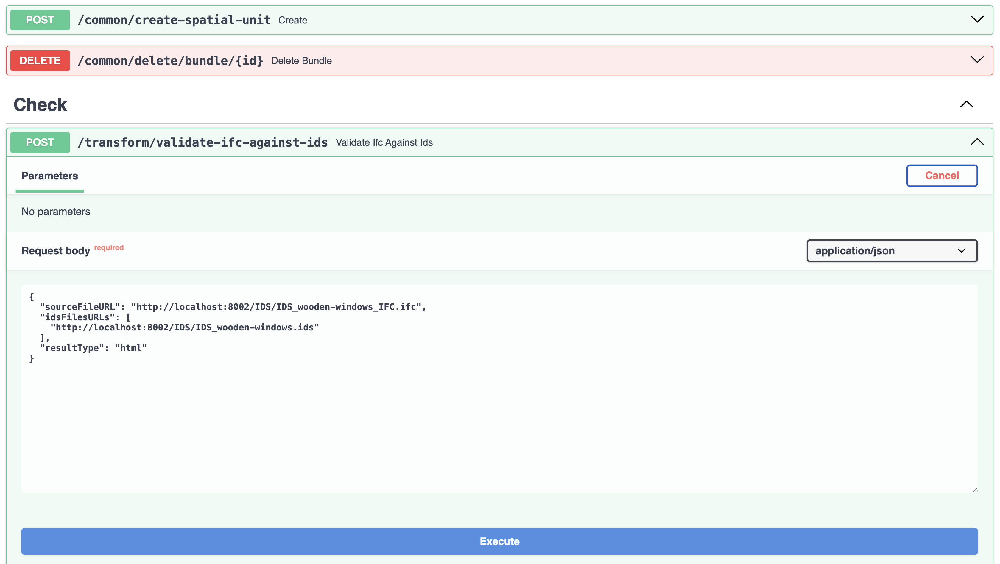 POST /common/create-spatial-unit Create
DELETE /common/delete/bundle/{id} Delete Bundle
Check
POST /transform/validate-ifc-against-ids Validate Ifc Against Ids
Parameters
Cancel
No parameters
Request body required
application/json
{
  "sourceFileURL": "http://localhost:8002/IDS/IDS_wooden-windows_IFC.ifc",
  "idsFilesURLs": [
    "http://localhost:8002/IDS/IDS_wooden-windows.ids"
  ],
  "resultType": "html"
}
Execute